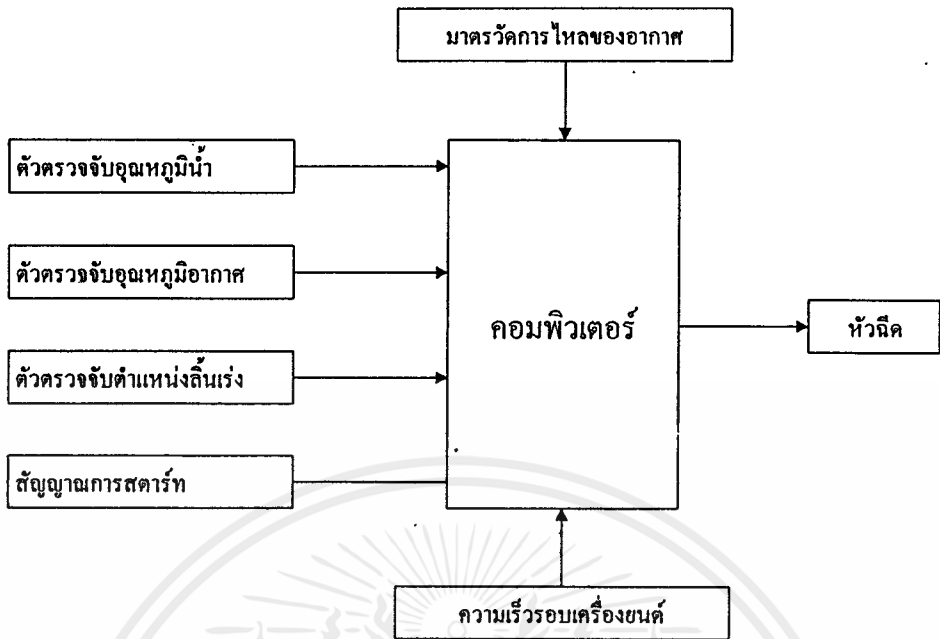 มาตรวัดการไหลของอากาศ
ตัวตรวจจับอุณหภูมิน้ำ
ตัวตรวจจับอุณหภูมิอากาศ
คอมพิวเตอร์
หัวฉีด
ตัวตรวจจับตำแหน่งลิ้นเร่ง
สัญญาณการสตาร์ท
ความเร็วรอบเครื่องยนต์